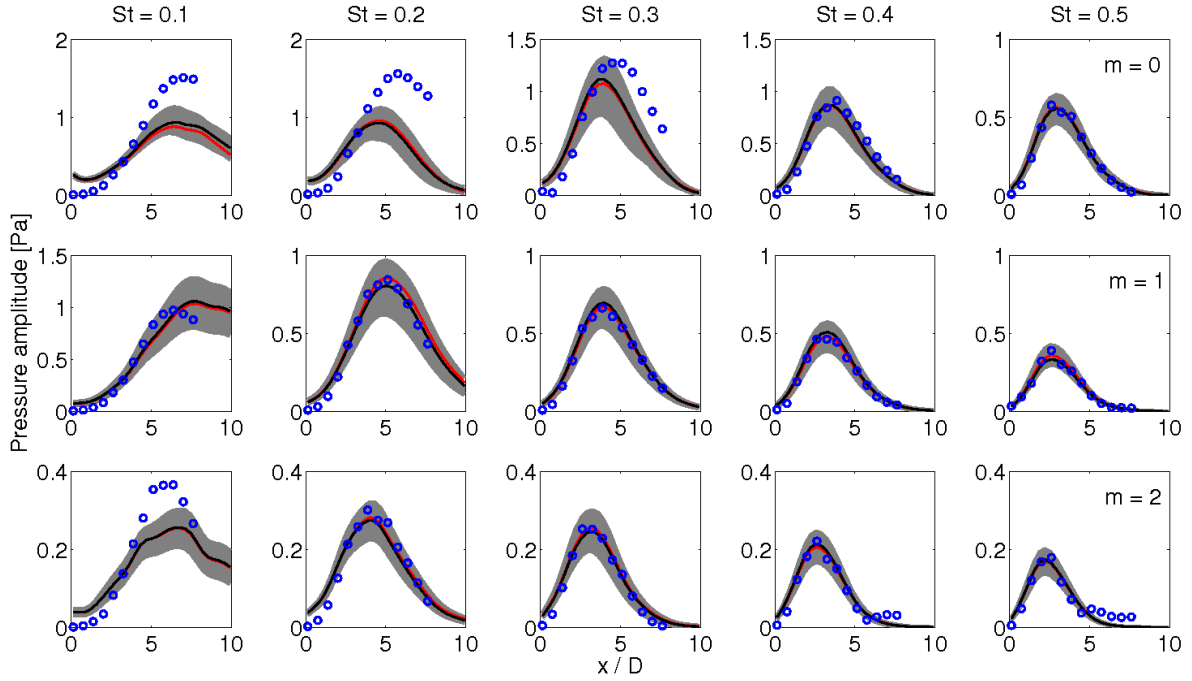 St = 0.1 St = 0.2 St = 0.3 St = 0.4 St = 0.5
Pressure amplitude [Pa]
2 2 1.5 1 1
m = 0
1 1 1 0.5 0.5
0.5
0 0 0 0 0
0 5 10 0 5 10 0 5 10 0 5 10 0 5 10
1.5 1 1 1 1
m = 1
1 0.5 0.5 0.5 0.5
0.5
0 0 0 0 0
0 5 10 0 5 10 0 5 10 0 5 10 0 5 10
0.4 0.4 0.4 0.4 0.4
m = 2
0.2 0.2 0.2 0.2 0.2
0 0 0 0 0
0 5 10 0 5 10 0 5 10 0 5 10 0 5 10
x / D